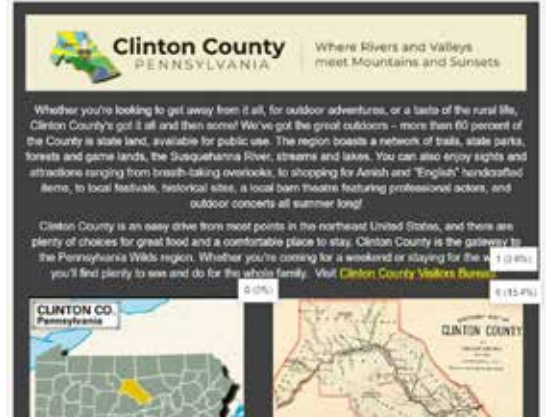 Clinton County
PENNSYLVANIA
Where Rivers and Valleys
meet Mountains and Sunsets
Whether you're looking to get away from it all, for outdoor adventures, or a taste of the rural life,
Clinton County's got it all and then some! We've got the great outdoors – more than 60 percent of
the County is state land, available for public use. The region boasts a network of trails, state parks,
forests and game lands, the Susquehanna River, streams and lakes. You can also enjoy sights and
attractions ranging from breath-taking overlooks, to shopping for Amish and "English" handcrafted
items, to local festivals, historical sites, a local barn theatre featuring professional actors, and
outdoor concerts all summer long!
Clinton County is an easy drive from most points in the northeast United States, and there are
plenty of choices for great food and a comfortable place to stay. Clinton County is the gateway to
the Pennsylvania Wilds region. Whether you're coming for a weekend or staying for the
you'll find plenty to see and do for the whole family. Visit Clinton County Visitors
0 (0%)
CLINTON CO.
Pennsylvania
CLINTON COUNTY